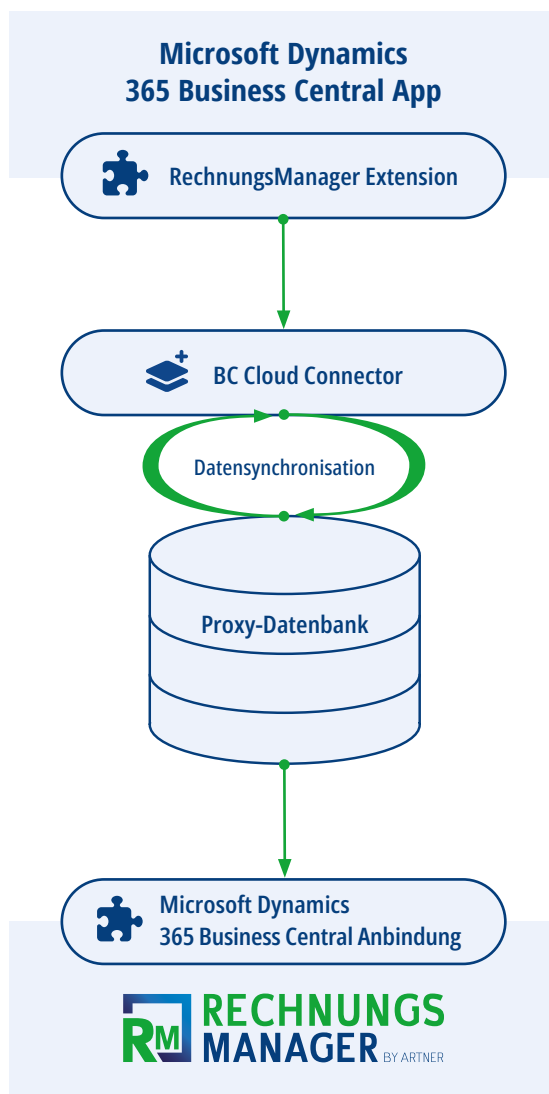 Microsoft Dynamics
365 Business Central App
RechnungsManager Extension
BC Cloud Connector
Datensynchronisation
Proxy-Datenbank
Microsoft Dynamics
365 Business Central Anbindung
RM RECHNUNGS
MANAGER BY ARTNER